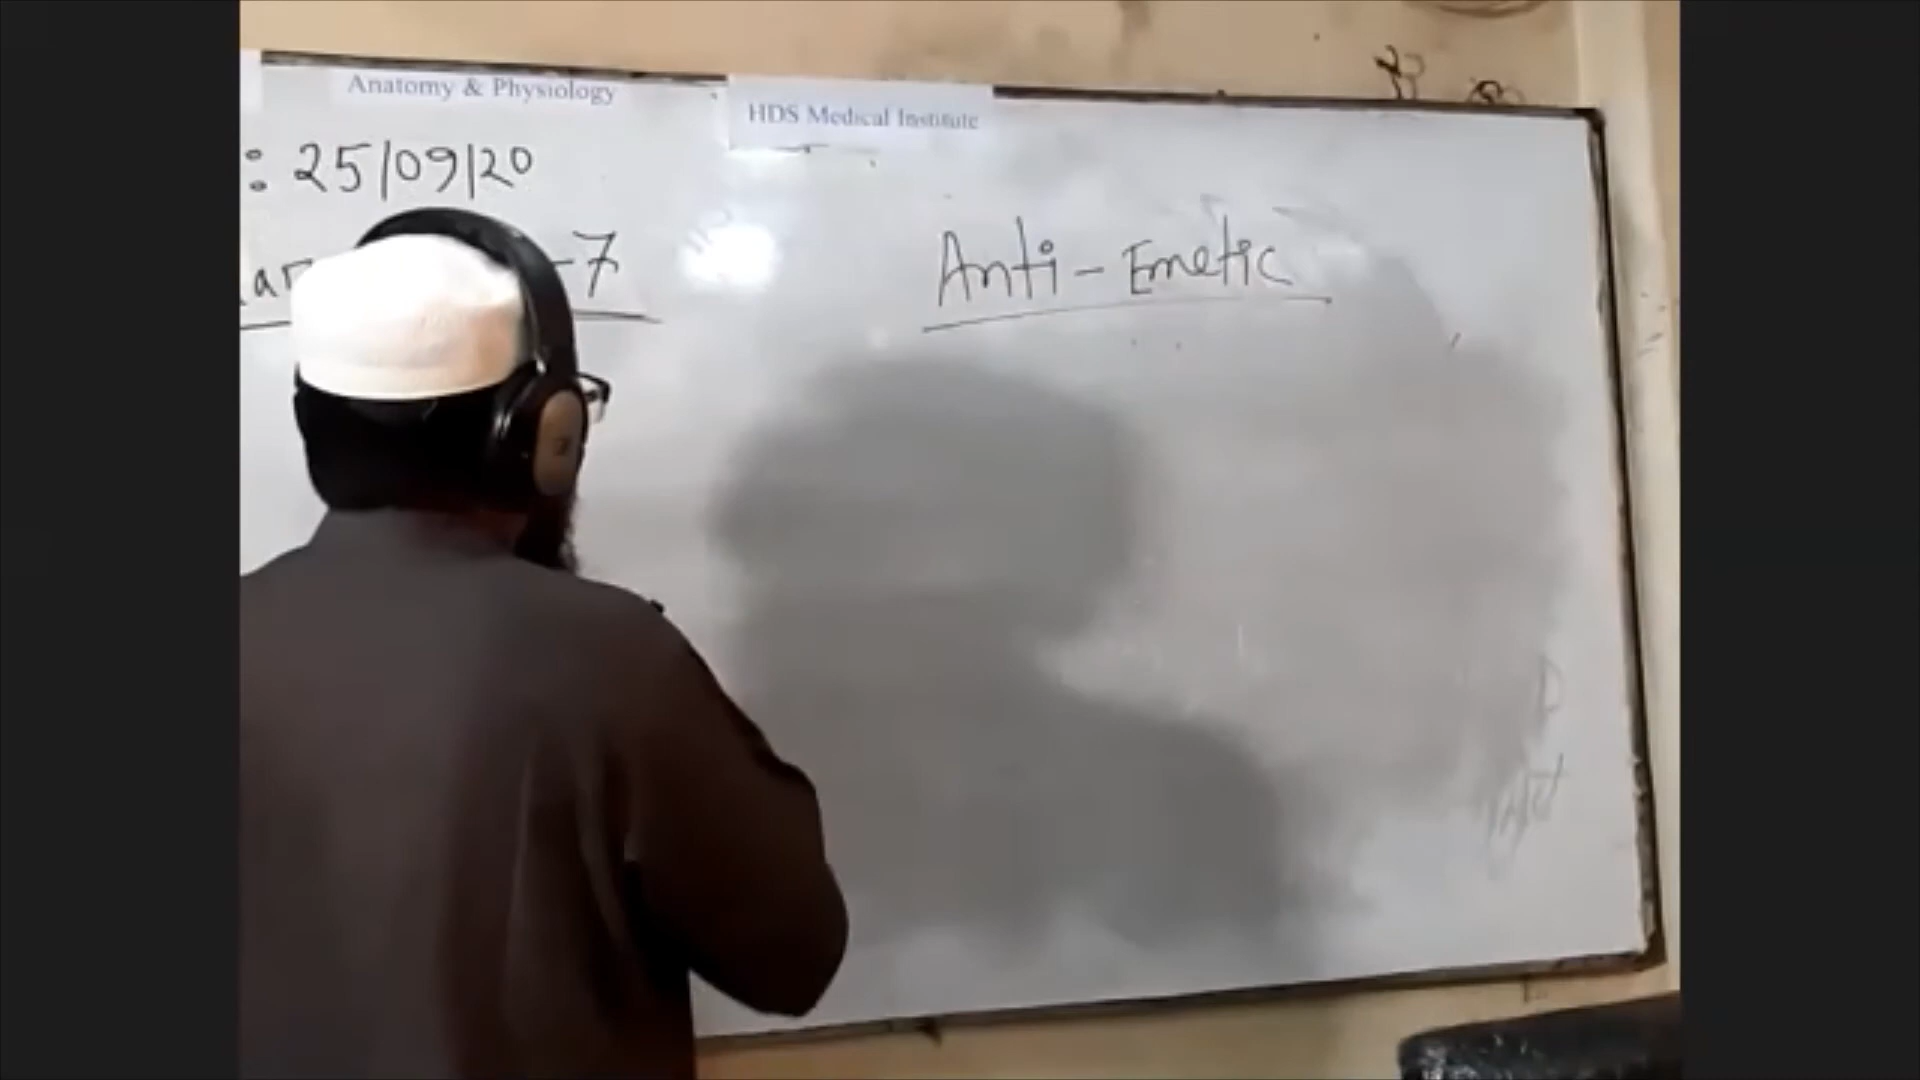 Anatomy & Physiology
HDS Medical Institute
: 25/09/20
-7
Anti-Emetic